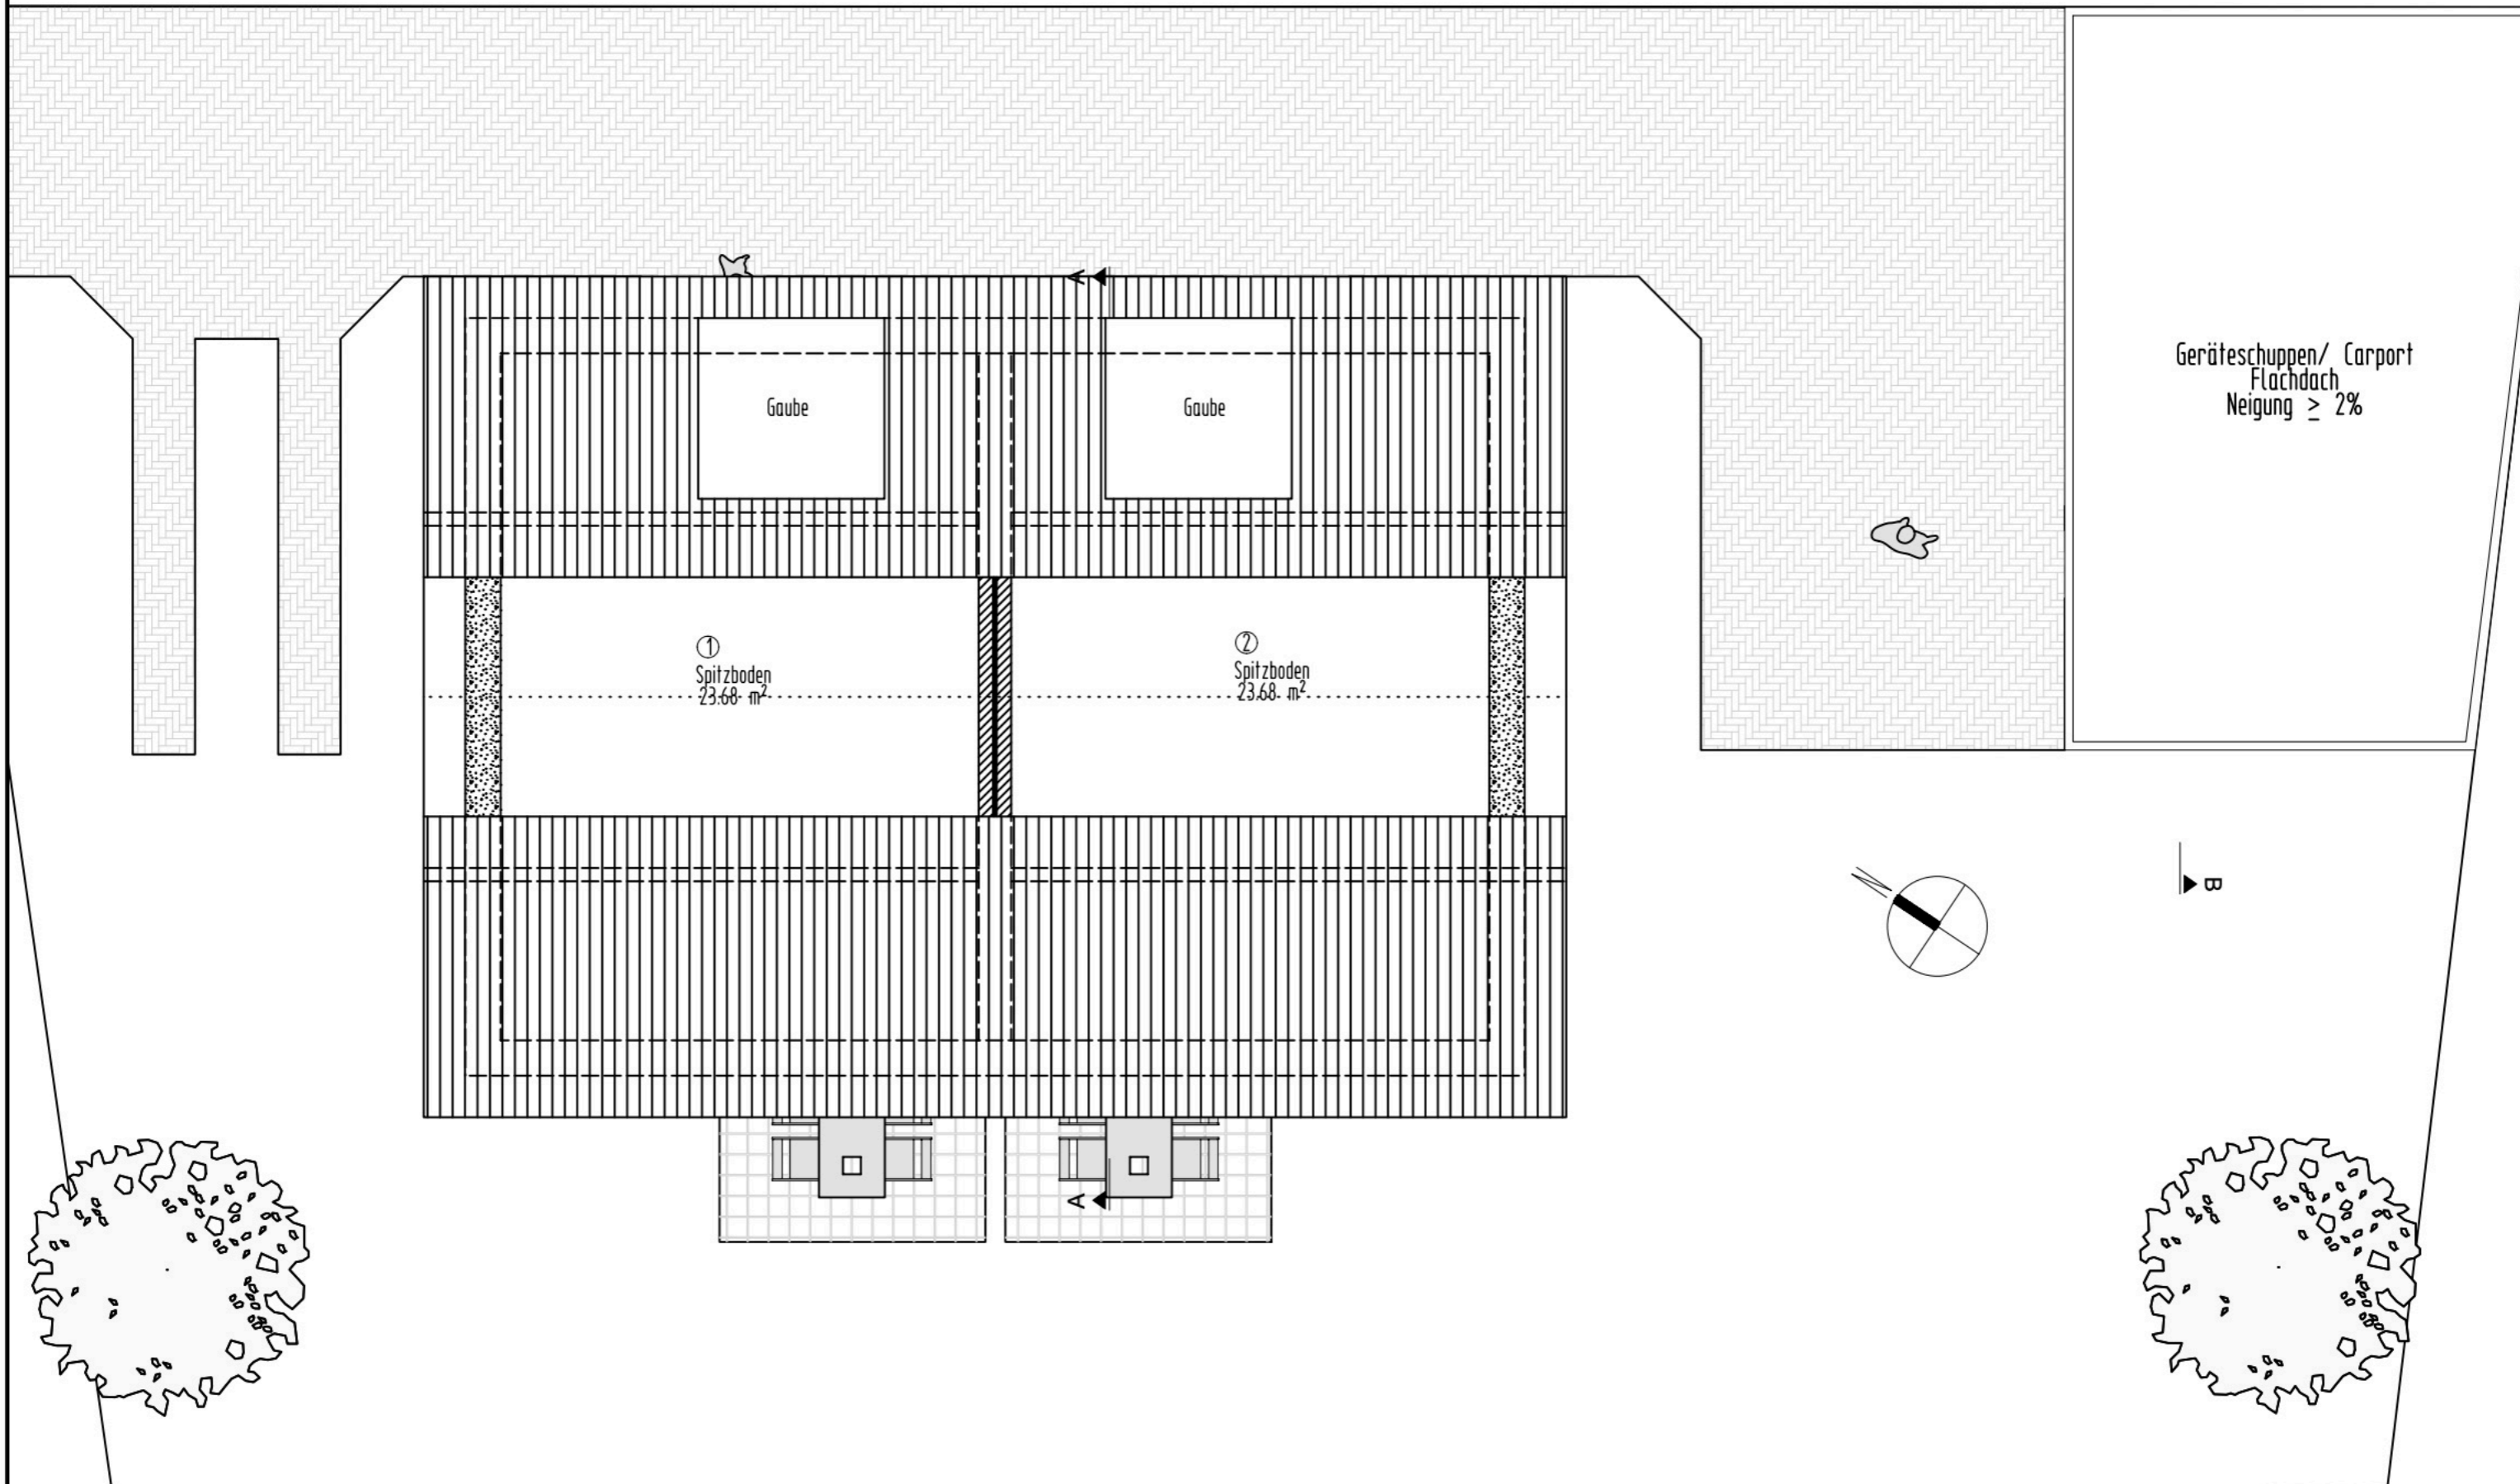 A
Gaube
Gaube
Geräteschuppen/ Carport
Flachdach
Neigung ≥ 2%
1
Spitzboden
23.68 m²
2
Spitzboden
23.68 m²
N
B
A